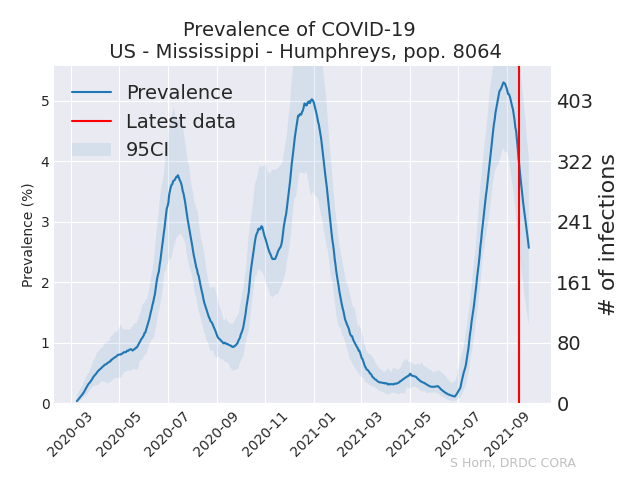 Prevalence of COVID-19
US - Mississippi - Humphreys, pop. 8064
Prevalence
Latest data
95CI
Prevalence (%)
5
4
3
2
1
0
403
322
241
161
80
0
# of infections
2020-03
2020-05
2020-07
2020-09
2020-11
2021-01
2021-03
2021-05
2021-07
2021-09
S Horn, DRDC CORA